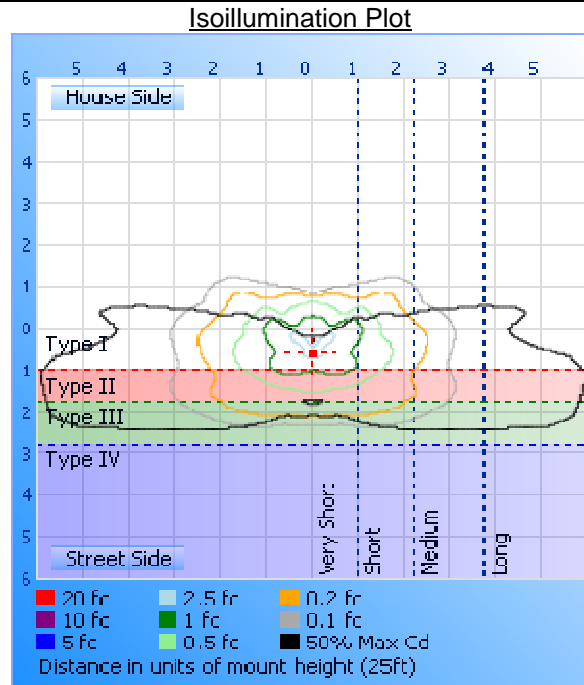 Isoillumination Plot
5 4 3 2 1 0 1 2 3 4 5
6
House Side
5
4
3
2
1
0
Type I
1
Type II
2
Type III
3
Type IV
4
5
Street Side
6
Very Short
Short
Medium
Long
20 fc 2.5 fc 0.2 fc
10 fc 1 fc 0.1 fc
5 fc 0.5 fc 50% Max Cd
Distance in units of mount height (25ft)